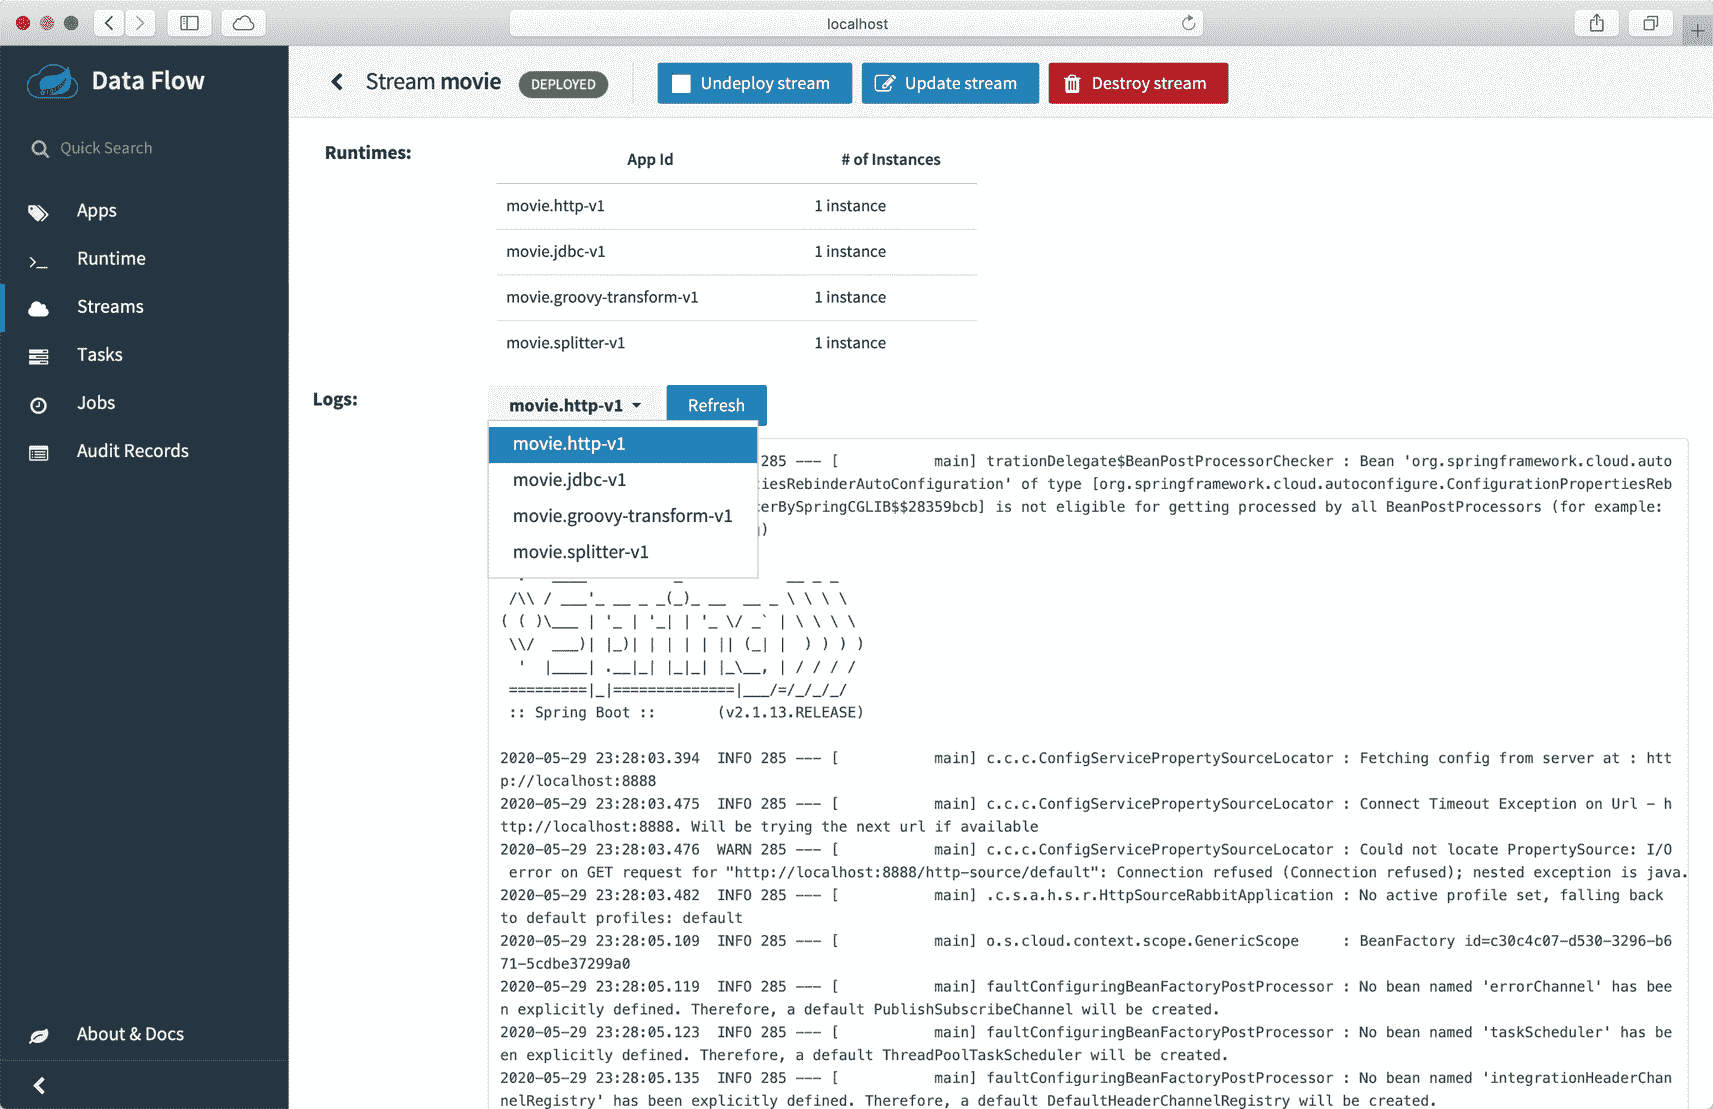 localhost
Data Flow
Stream movie DEPLOYED Undeploy stream Update stream Destroy stream
Quick Search
Apps
Runtime
Streams
Tasks
Jobs
Audit Records
About & Docs
Runtimes:
App Id # of Instances
movie.http-v1 1 instance
movie.jdbc-v1 1 instance
movie.groovy-transform-v1 1 instance
movie.splitter-v1 1 instance
Logs:
movie.http-v1 Refresh
movie.http-v1
movie.jdbc-v1
movie.groovy-transform-v1
movie.splitter-v1
285 --- [           main] trationDelegate$BeanPostProcessorChecker : Bean 'org.springframework.cloud.auto
iesRebinderAutoConfiguration' of type [org.springframework.cloud.autoconfigure.ConfigurationPropertiesReb
erBySpringCGLIB$$28359bcb] is not eligible for getting processed by all BeanPostProcessors (for example:
)
:: Spring Boot ::       (v2.1.13.RELEASE)
2020-05-29 23:28:03.394  INFO 285 --- [           main] c.c.c.ConfigServicePropertySourceLocator : Fetching config from server at : htt
p://localhost:8888
2020-05-29 23:28:03.475  INFO 285 --- [           main] c.c.c.ConfigServicePropertySourceLocator : Connect Timeout Exception on Url - h
ttp://localhost:8888. Will be trying the next url if available
2020-05-29 23:28:03.476  WARN 285 --- [           main] c.c.c.ConfigServicePropertySourceLocator : Could not locate PropertySource: I/O
error on GET request for "http://localhost:8888/http-source/default": Connection refused (Connection refused); nested exception is java.
2020-05-29 23:28:03.482  INFO 285 --- [           main] .c.s.a.h.s.r.HttpSourceRabbitApplication : No active profile set, falling back
to default profiles: default
2020-05-29 23:28:05.109  INFO 285 --- [           main] o.s.cloud.context.scope.GenericScope     : BeanFactory id=c30c4c07-d530-3296-b6
71-5cdbe37299a0
2020-05-29 23:28:05.119  INFO 285 --- [           main] faultConfiguringBeanFactoryPostProcessor : No bean named 'errorChannel' has bee
n explicitly defined. Therefore, a default PublishSubscribeChannel will be created.
2020-05-29 23:28:05.123  INFO 285 --- [           main] faultConfiguringBeanFactoryPostProcessor : No bean named 'taskScheduler' has be
en explicitly defined. Therefore, a default ThreadPoolTaskScheduler will be created.
2020-05-29 23:28:05.135  INFO 285 --- [           main] faultConfiguringBeanFactoryPostProcessor : No bean named 'integrationHeaderChan
nelRegistry' has been explicitly defined. Therefore, a default DefaultHeaderChannelRegistry will be created.